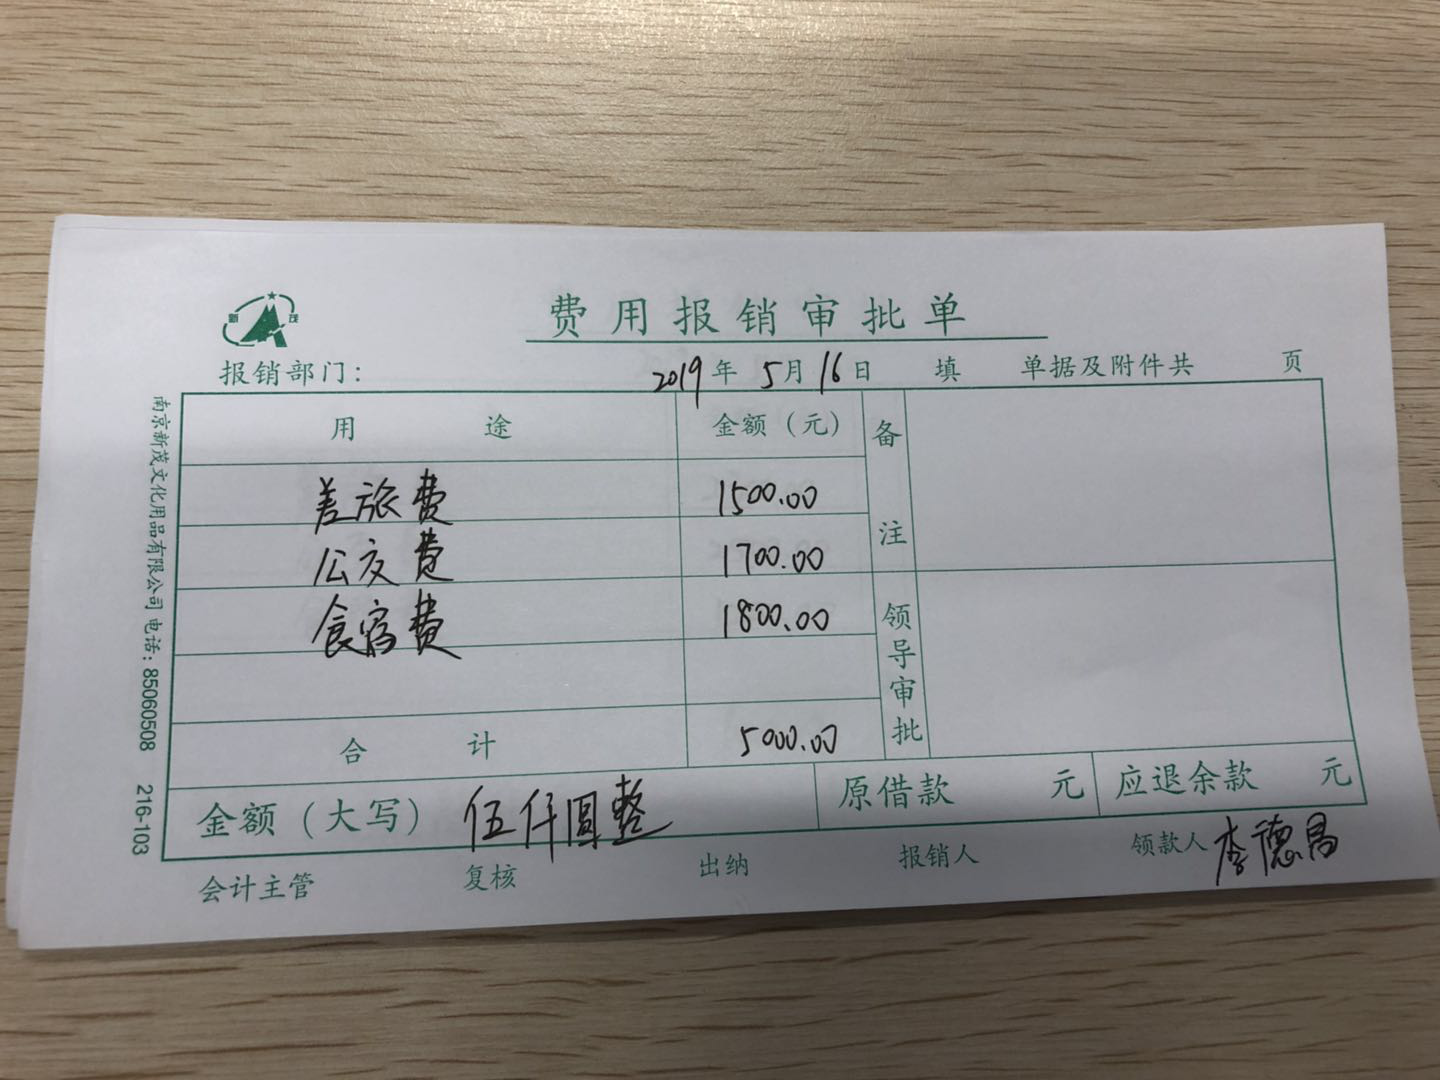 新茂
费用报销审批单
报销部门： 2019年5月16日 填 单据及附件共 页
用途 金额（元） 备注
差旅费 1500.00
公交费 1700.00
食宿费 1800.00
领导审批
合计 5000.00
金额（大写） 伍仟圆整 原借款 元 应退余款 元
会计主管 复核 出纳 报销人 领款人 李德昌
南京新茂文化用品有限公司 电话：85060508 216-103